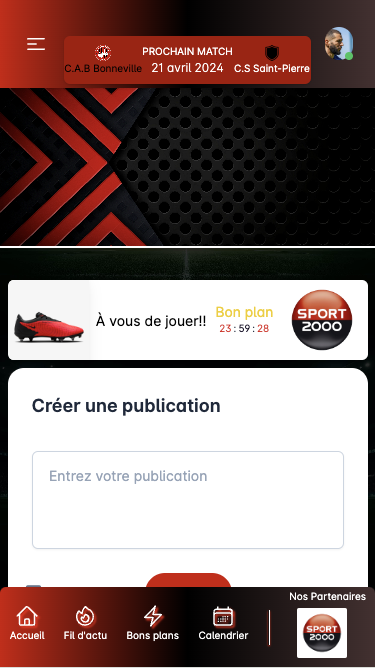 PROCHAIN MATCH
C.A.B Bonneville
21 avril 2024
C.S Saint-Pierre
À vous de jouer!!
Bon plan
23 : 59 : 28
SPORT
2000
Créer une publication
Entrez votre publication
Accueil
Fil d'actu
Bons plans
Calendrier
Nos Partenaires
SPORT
2000